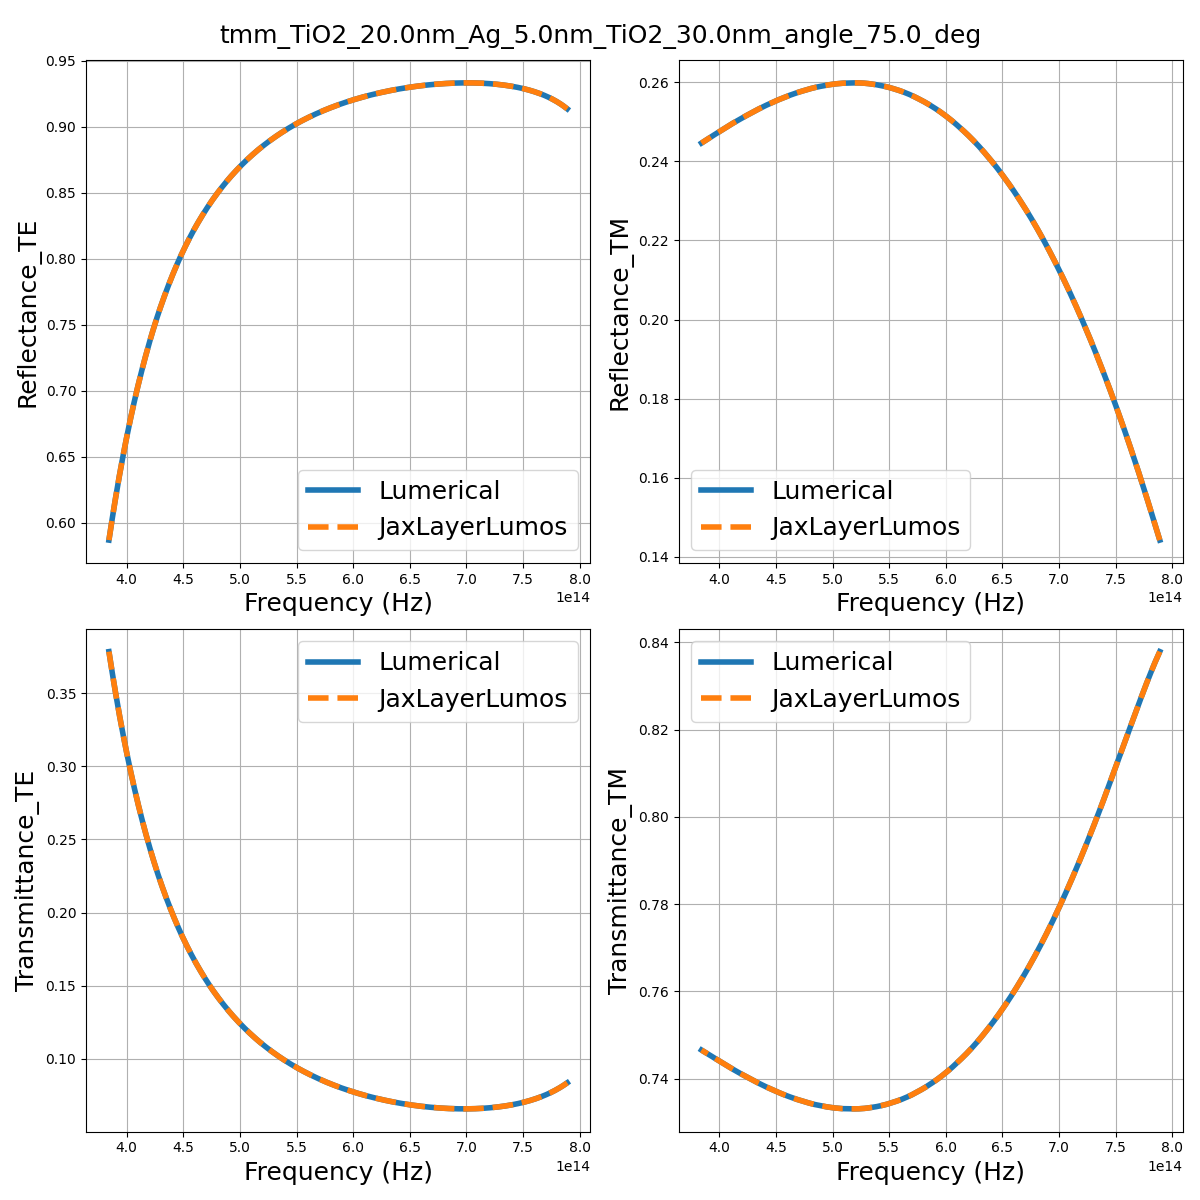 tmm_TiO2_20.0nm_Ag_5.0nm_TiO2_30.0nm_angle_75.0_deg
Reflectance_TE
0.95
0.90
0.85
0.80
0.75
0.70
0.65
0.60
Lumerical
JaxLayerLumos
4.0 4.5 5.0 5.5 6.0 6.5 7.0 7.5 8.0
1e14
Frequency (Hz)
Reflectance_TM
0.26
0.24
0.22
0.20
0.18
0.16
0.14
Lumerical
JaxLayerLumos
4.0 4.5 5.0 5.5 6.0 6.5 7.0 7.5 8.0
1e14
Frequency (Hz)
Transmittance_TE
0.35
0.30
0.25
0.20
0.15
0.10
Lumerical
JaxLayerLumos
4.0 4.5 5.0 5.5 6.0 6.5 7.0 7.5 8.0
1e14
Frequency (Hz)
Transmittance_TM
0.84
0.82
0.80
0.78
0.76
0.74
Lumerical
JaxLayerLumos
4.0 4.5 5.0 5.5 6.0 6.5 7.0 7.5 8.0
1e14
Frequency (Hz)